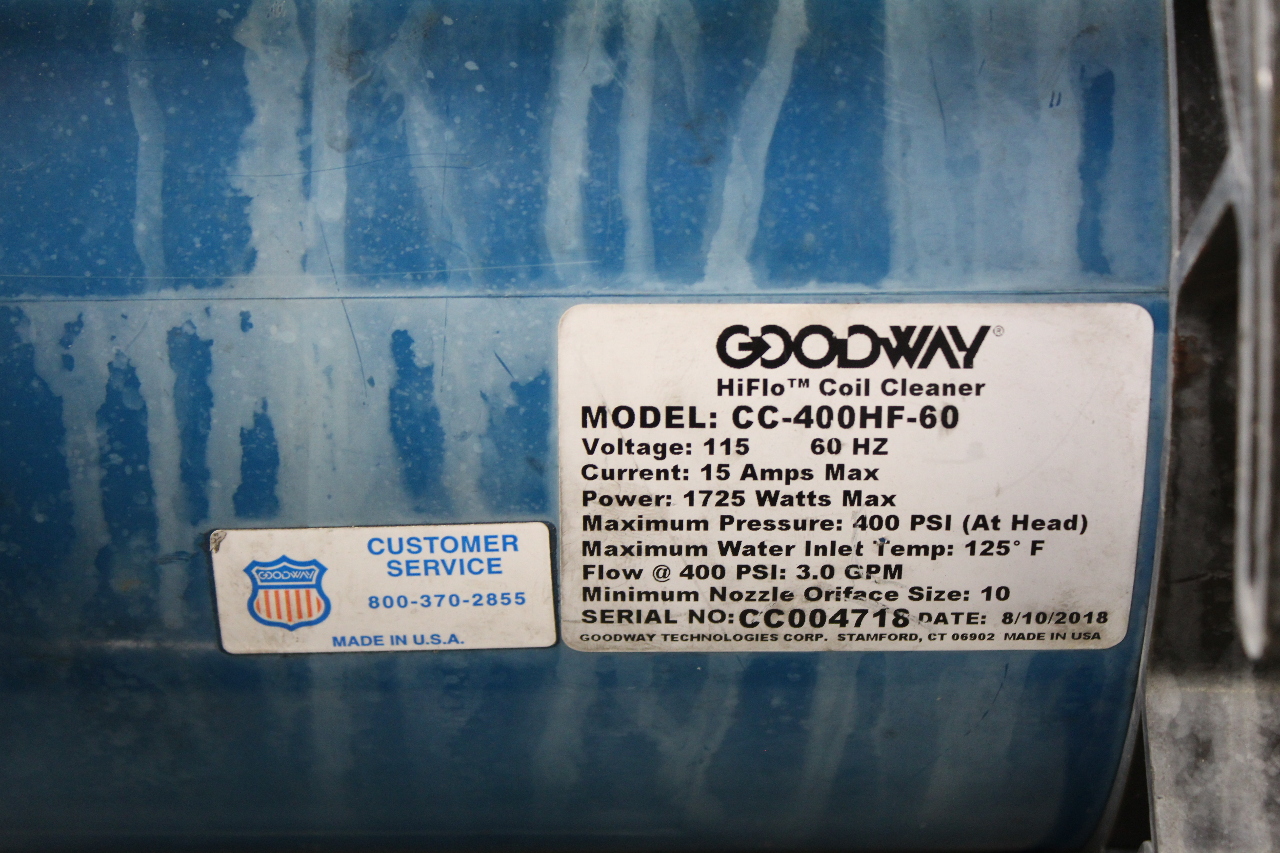 GOODWAY®
HiFlo™ Coil Cleaner
MODEL: CC-400HF-60
Voltage: 115 60 HZ
Current: 15 Amps Max
Power: 1725 Watts Max
Maximum Pressure: 400 PSI (At Head)
Maximum Water Inlet Temp: 125° F
Flow @ 400 PSI: 3.0 GPM
Minimum Nozzle Oriface Size: 10
SERIAL NO: CC004718 DATE: 8/10/2018
GOODWAY TECHNOLOGIES CORP. STAMFORD, CT 06902 MADE IN USA
CUSTOMER
SERVICE
GOODWAY
800-370-2855
MADE IN U.S.A.